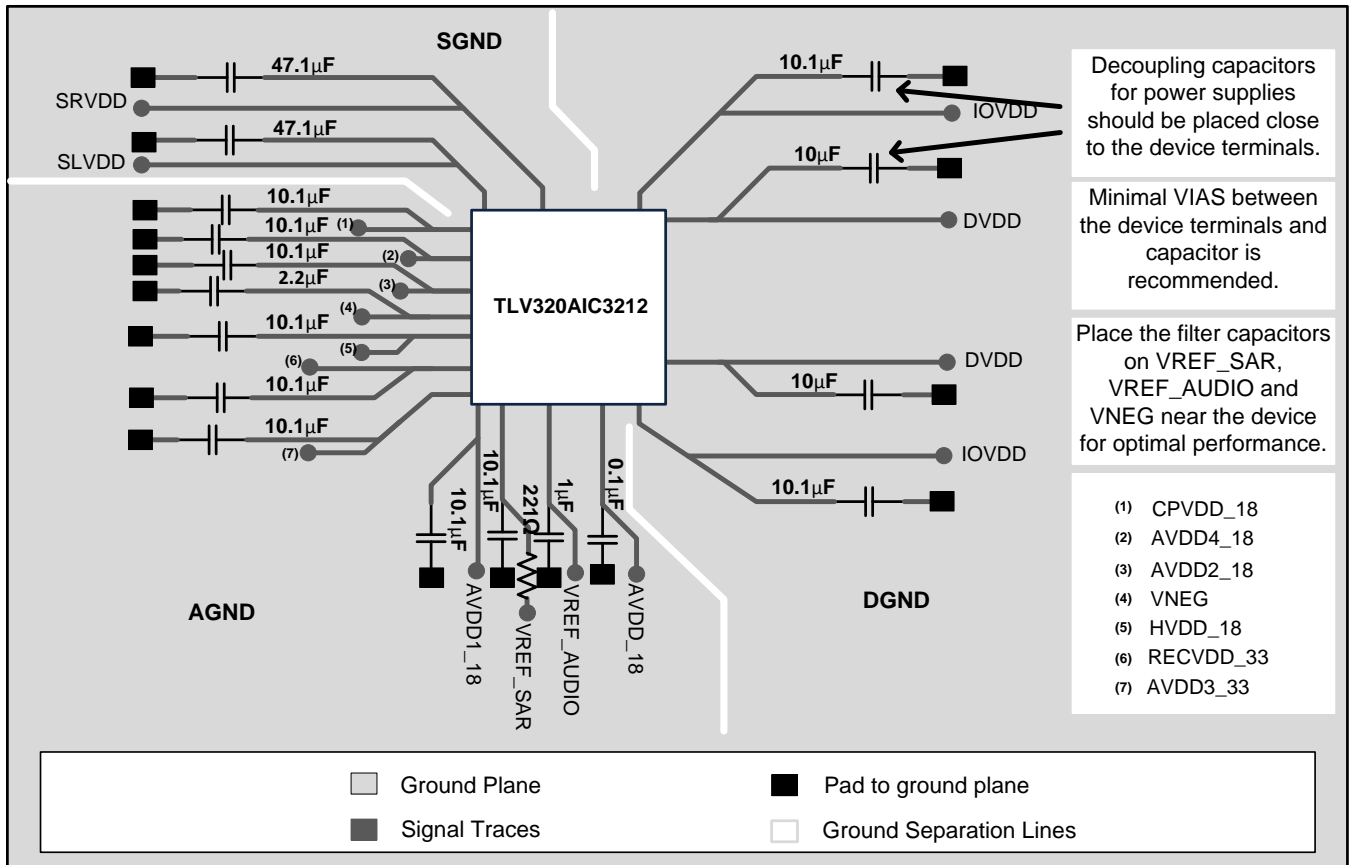 SGND
47.1µF
SRVDD
47.1µF
SLVDD
10.1µF
(1)
10.1µF
(2)
10.1µF
(3)
2.2µF
(4)
10.1µF
(5)
(6)
10.1µF
10.1µF
(7)
TLV320AIC3212
10.1µF
IOVDD
10µF
DVDD
DVDD
10µF
IOVDD
10.1µF
10.1µF
10.1µF
221Ω
1µF
0.1µF
AVDD1_18
VREF_SAR
VREF_AUDIO
AVDD_18
AGND
DGND
Decoupling capacitors
for power supplies
should be placed close
to the device terminals.
Minimal VIAS between
the device terminals and
capacitor is
recommended.
Place the filter capacitors
on VREF_SAR,
VREF_AUDIO and
VNEG near the device
for optimal performance.
(1) CPVDD_18
(2) AVDD4_18
(3) AVDD2_18
(4) VNEG
(5) HVDD_18
(6) RECVDD_33
(7) AVDD3_33
Ground Plane
Pad to ground plane
Signal Traces
Ground Separation Lines